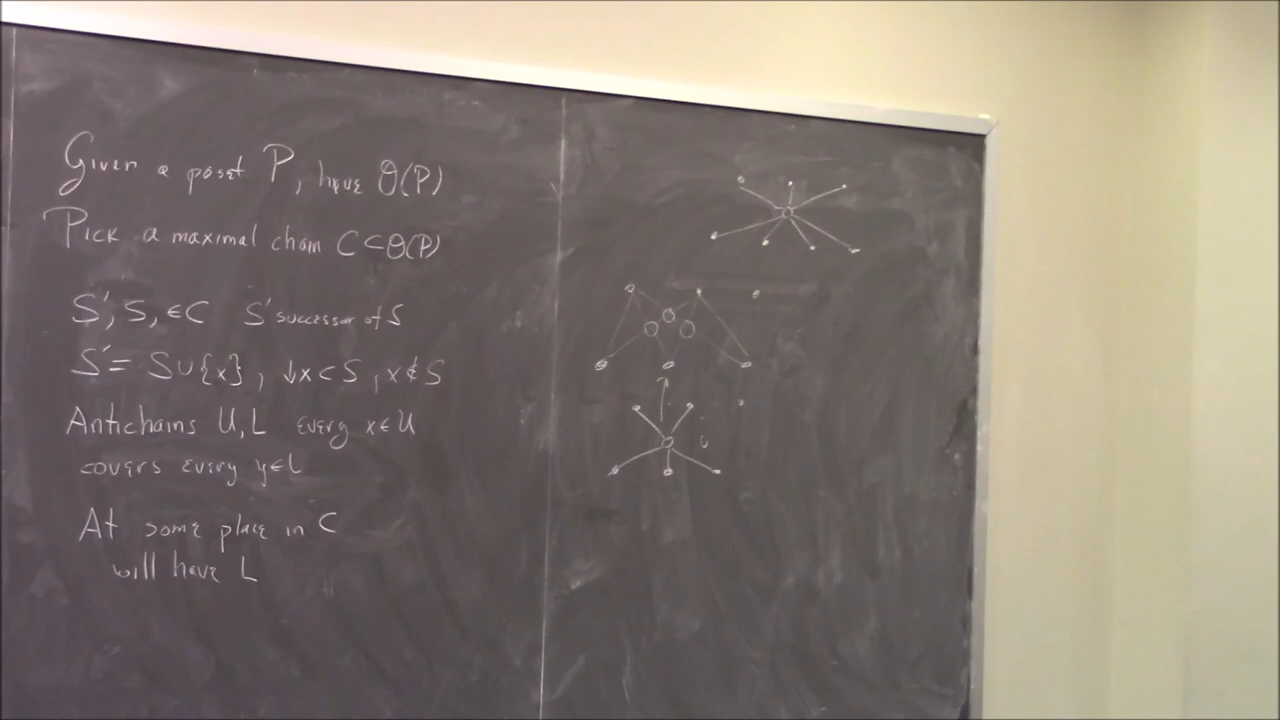 Given a poset P, have O(P)
Pick a maximal chain C⊂O(P)
S', S, ∈C S' successor of S
S' = S∪{x}, ↓x⊂S, x∉S
Antichains U, L every x∈U
covers every y∈L
At some place in C
will have L